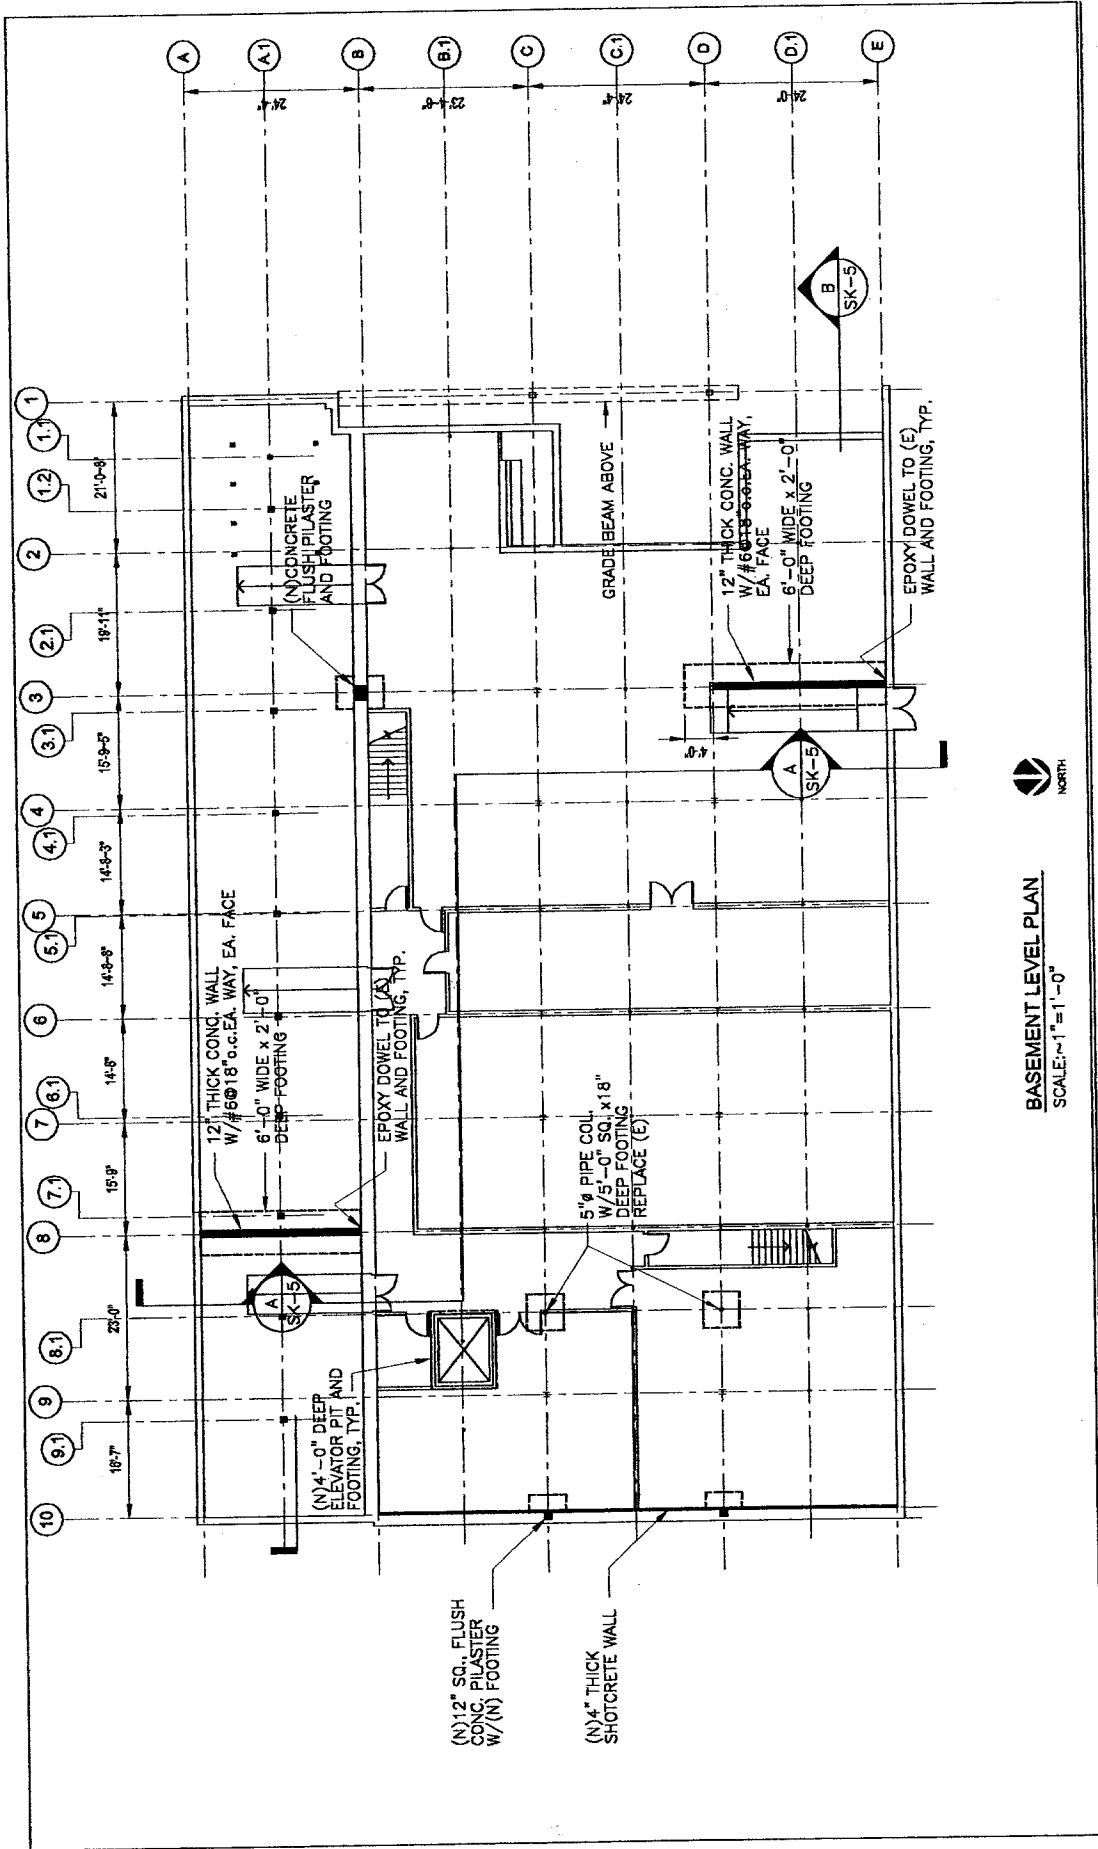 A
A.1
B
B.1
C
C.1
D
D.1
E
24'-4"
23'-4-6"
24'-4"
24'-0"
10
9.1
9
8.1
8
7.1
7
6.1
6
5.1
5
4.1
4
3.1
3
2.1
2
1.2
1.1
1
23'-0"
15'-9"
14'-8-8"
14'-8-3"
15'-9-5"
19'-11"
21'-0-8"
12" THICK CONC. WALL
W/#6@18"o.c.EA. WAY, EA. FACE
6'-0" WIDE x 2'-0"
DEEP FOOTING
EPOXY DOWEL TO (E)
WALL AND FOOTING, TYP.
(N)CONCRETE
FLUSH PILASTER
AND FOOTING
(N)4'-0" DEEP
ELEVATOR PIT AND
FOOTING, TYP.
A
SK-5
5"ø PIPE COL.
W/5'-0" SQ. x18"
DEEP FOOTING
REPLACE (E)
GRADE BEAM ABOVE
12" THICK CONC. WALL
W/#6@18"o.c.EA. WAY,
EA. FACE
6'-0" WIDE x 2'-0"
DEEP FOOTING
EPOXY DOWEL TO (E)
WALL AND FOOTING, TYP.
4'-0"
A
SK-5
B
SK-5
(N)12" SQ., FLUSH
CONC. PILASTER
W/(N) FOOTING
(N)4" THICK
SHOTCRETE WALL
NORTH
BASEMENT LEVEL PLAN
SCALE:~1"=1'-0"